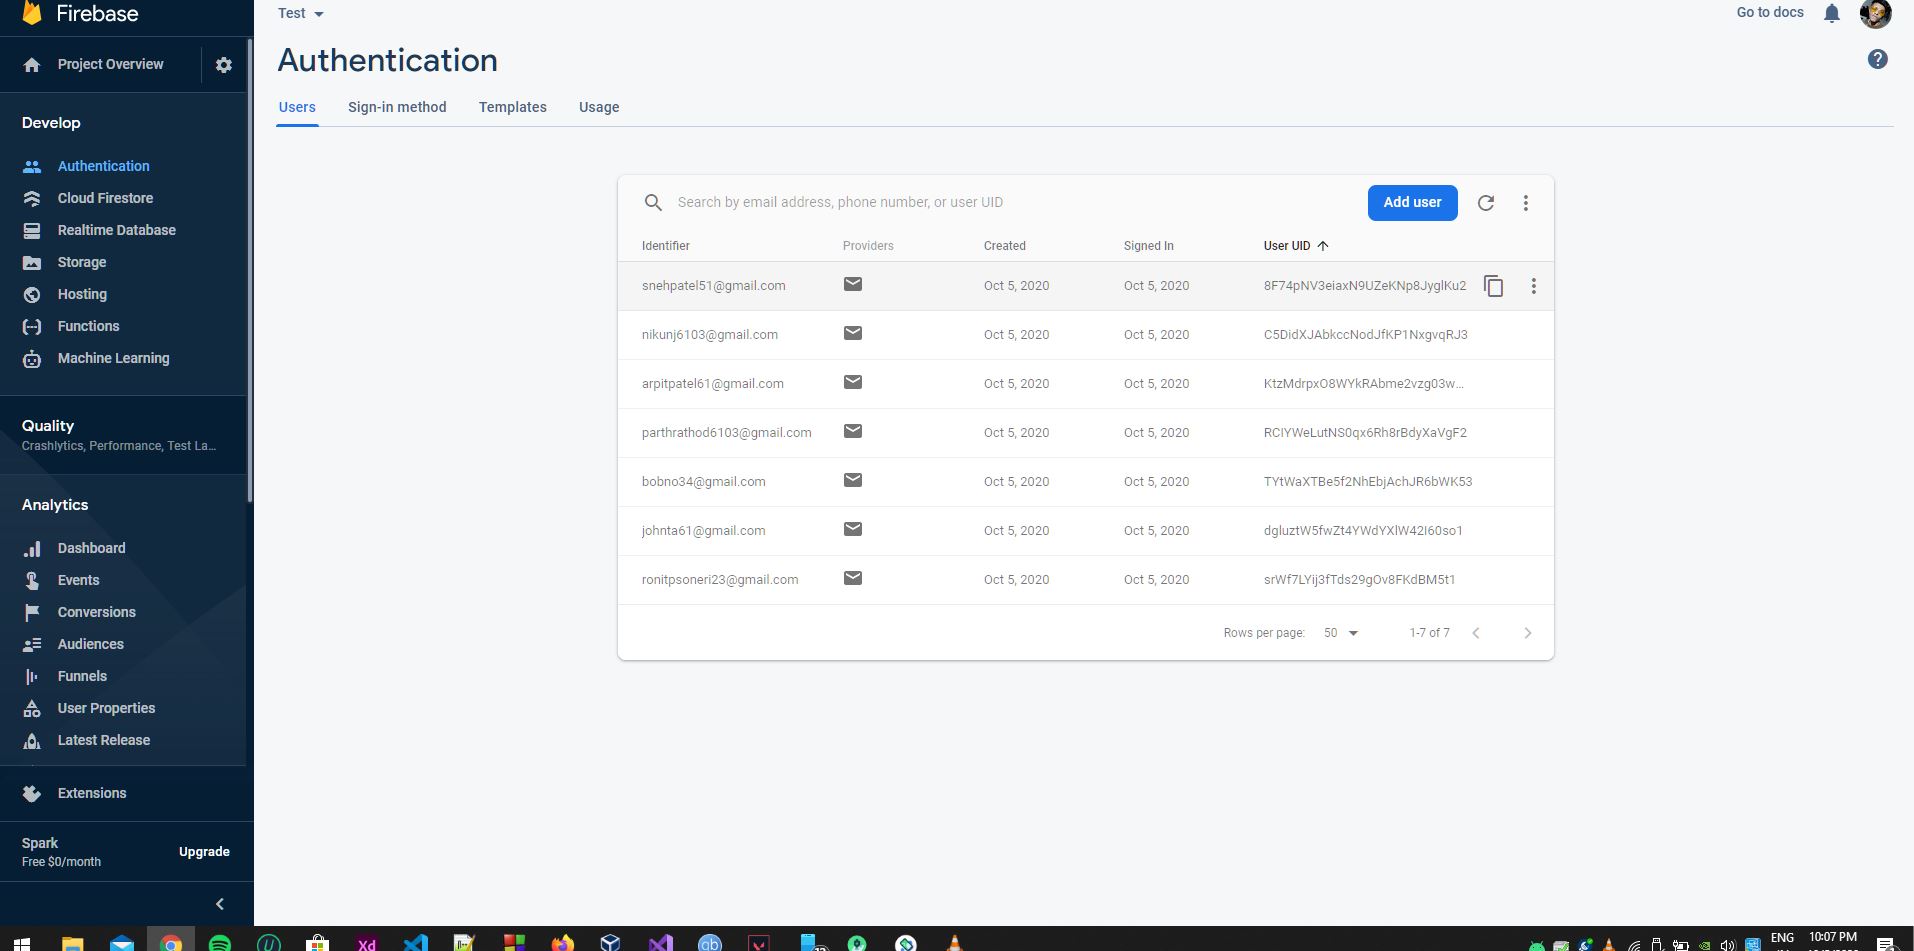 Firebase
Test
Go to docs
Project Overview
Authentication
Users Sign-in method Templates Usage
Develop
Authentication
Cloud Firestore
Realtime Database
Storage
Hosting
Functions
Machine Learning
Quality
Crashlytics, Performance, Test La...
Analytics
Dashboard
Events
Conversions
Audiences
Funnels
User Properties
Latest Release
Extensions
Spark
Free $0/month
Upgrade
Search by email address, phone number, or user UID
Add user
Identifier Providers Created Signed In User UID
snehpatel51@gmail.com Oct 5, 2020 Oct 5, 2020 8F74pNV3eiaxN9UZeKNp8JyglKu2
nikunj6103@gmail.com Oct 5, 2020 Oct 5, 2020 C5DidXJAbkccNodJfKP1NxgvqRJ3
arpitpatel61@gmail.com Oct 5, 2020 Oct 5, 2020 KtzMdrpxO8WYkRAbme2vzg03w...
parthrathod6103@gmail.com Oct 5, 2020 Oct 5, 2020 RCIYWeLutNS0qx6Rh8rBdyXaVgF2
bobno34@gmail.com Oct 5, 2020 Oct 5, 2020 TYtWaXTBe5f2NhEbjAchJR6bWK53
johnta61@gmail.com Oct 5, 2020 Oct 5, 2020 dgluztW5fwZt4YWdYXlW42I60so1
ronitpsoneri23@gmail.com Oct 5, 2020 Oct 5, 2020 srWf7LYij3fTds29gOv8FKdBM5t1
Rows per page: 50 1-7 of 7
Xd
ENG
10:07 PM